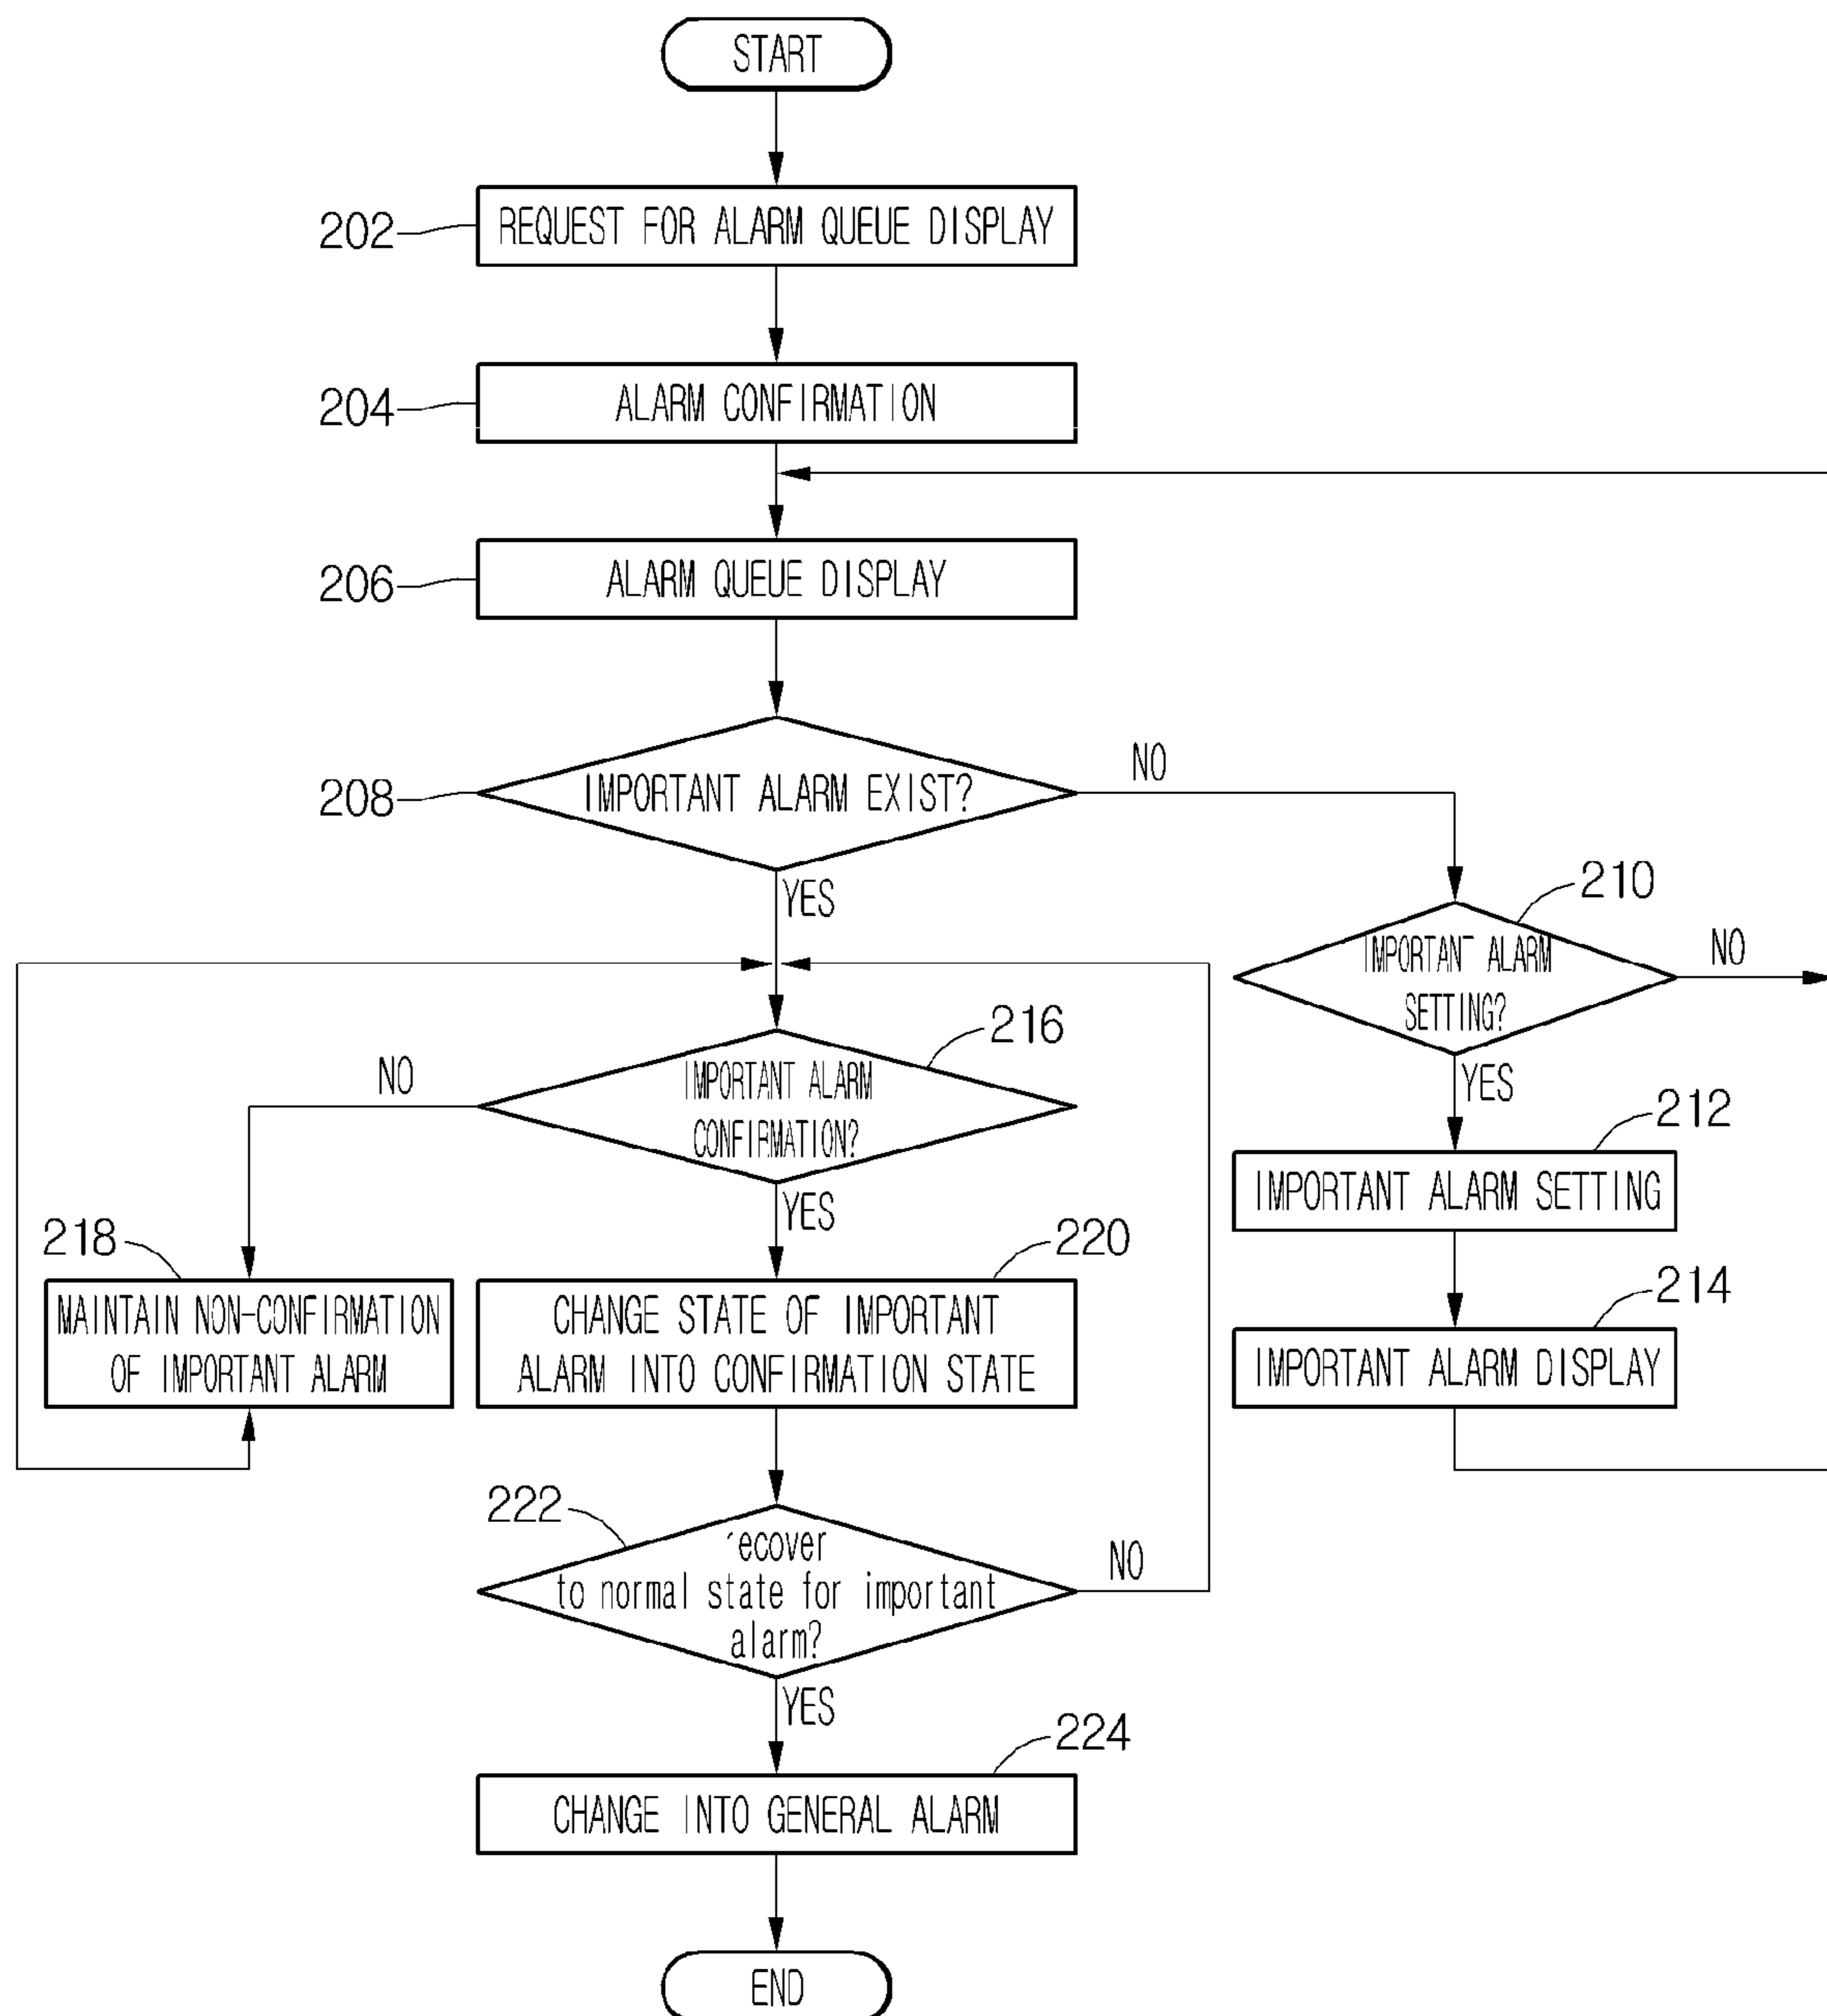 START
202
REQUEST FOR ALARM QUEUE DISPLAY
204
ALARM CONFIRMATION
206
ALARM QUEUE DISPLAY
208
IMPORTANT ALARM EXIST?
NO
YES
210
IMPORTANT ALARM
SETTING?
NO
YES
212
IMPORTANT ALARM SETTING
214
IMPORTANT ALARM DISPLAY
216
IMPORTANT ALARM
CONFIRMATION?
NO
YES
218
MAINTAIN NON-CONFIRMATION
OF IMPORTANT ALARM
220
CHANGE STATE OF IMPORTANT
ALARM INTO CONFIRMATION STATE
222
recover
to normal state for important
alarm?
NO
YES
224
CHANGE INTO GENERAL ALARM
END